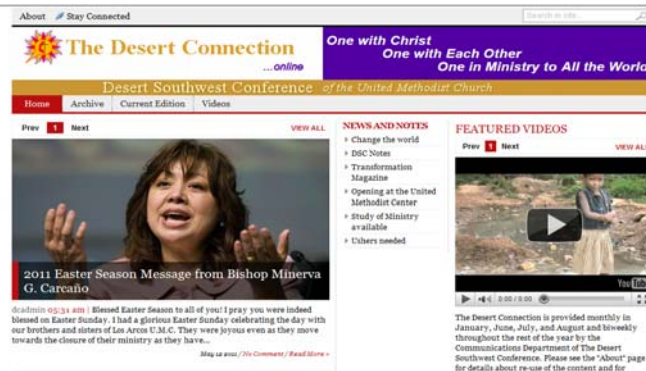 About Stay Connected
Search in site...
The Desert Connection
...online
One with Christ
One with Each Other
One in Ministry to All the World
Desert Southwest Conference of the United Methodist Church
Home Archive Current Edition Videos
Prev 1 Next VIEW ALL
2011 Easter Season Message from Bishop Minerva
G. Carcaño
dcadmin 05:31 am | Blessed Easter Season to all of you! I pray you were indeed
blessed on Easter Sunday. I had a glorious Easter Sunday celebrating the day with
our brothers and sisters of Los Arcos U.M.C. They were joyous even as they move
towards the closure of their ministry as they have...
May 12 2011 / No Comment / Read More »
NEWS AND NOTES
Change the world
DSC Notes
Transformation
Magazine
Opening at the United
Methodist Center
Study of Ministry
available
Ushers needed
FEATURED VIDEOS
Prev 1 Next VIEW ALL
YouTube
0:00 / 0:00
The Desert Connection is provided monthly in
January, June, July, and August and biweekly
throughout the rest of the year by the
Communications Department of The Desert
Southwest Conference. Please see the "About" page
for details about re-use of the content and for